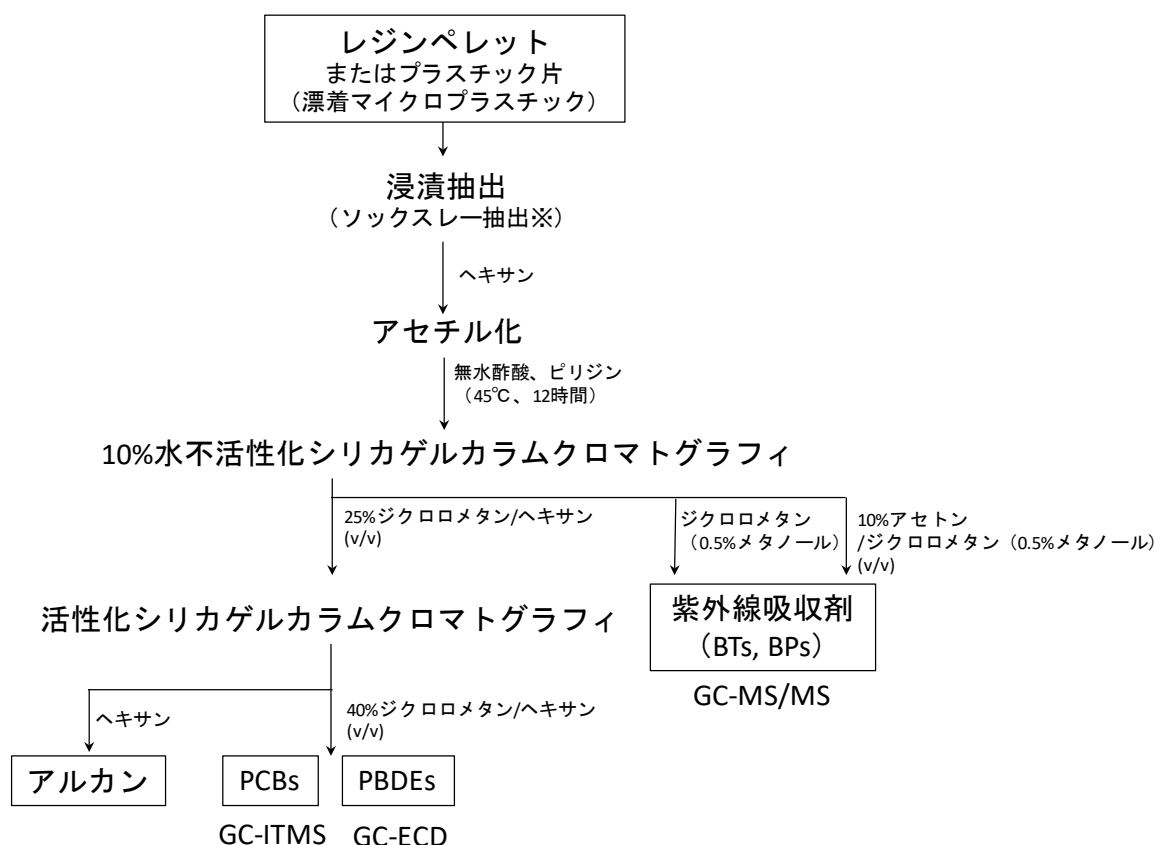 レジンペレット
またはプラスチック片
（漂着マイクロプラスチック）
浸漬抽出
（ソックスレー抽出※）
ヘキサン
アセチル化
無水酢酸、ピリジン
（45℃、12時間）
10%水不活性化シリカゲルカラムクロマトグラフィ
25%ジクロロメタン/ヘキサン
(v/v)
ジクロロメタン
（0.5%メタノール）
10%アセトン
/ジクロロメタン（0.5%メタノール）
(v/v)
活性化シリカゲルカラムクロマトグラフィ
紫外線吸収剤
（BTs, BPs）
GC-MS/MS
ヘキサン
40%ジクロロメタン/ヘキサン
(v/v)
アルカン
PCBs
PBDEs
GC-ITMS
GC-ECD